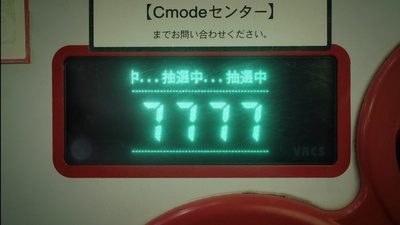 【Cmodeセンター】
までお問い合わせください。
中...抽選中...抽選中
7777
VRCS